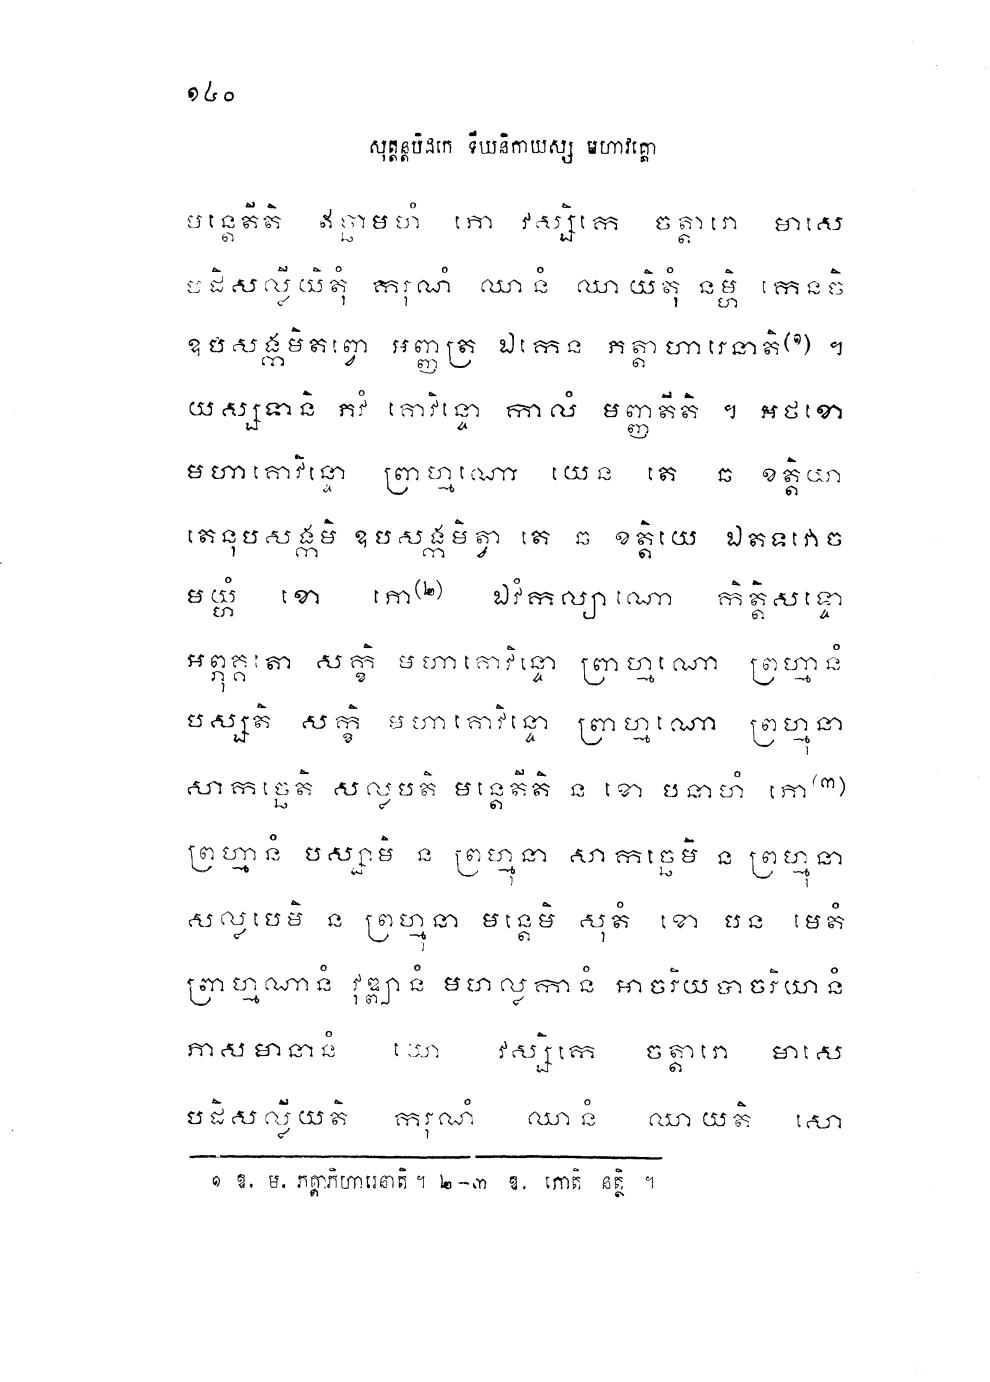 ១៤០
សុត្តន្តបិដកេ ទីឃនិកាយស្ស មហាវគ្គោ
បន្តេតីតិ ឥច្ឆាមហំ ភោ វស្សិកេ ចត្តារោ មាសេ
បដិសល្លីយិតុំ ករុណំ ឈានំ ឈាយិតុំ នម្ហិ កេនចិ
ឧបសង្កមិតព្វោ អញ្ញត្រ ឯកេន ភត្តាហារេនាតិ(១) ។
យស្សទានិ ភវំ គោវិន្ទោ កាលំ មញ្ញតីតិ ។ អថខោ
មហាគោវិន្ទោ ព្រាហ្មណោ យេន តេ ឆ ខត្តិយា
តេនុបសង្កមិ ឧបសង្កមិត្វា តេ ឆ ខត្តិយេ ឯតទវោច
មយ្ហំ ខោ ភោ(២) ឯវំកល្យាណោ កិត្តិសទ្ទោ
អព្ភុគ្គតោ សក្ខិ មហាគោវិន្ទោ ព្រាហ្មណោ ព្រហ្មានំ
បស្សតិ សក្ខិ មហាគោវិន្ទោ ព្រាហ្មណោ ព្រហ្មុនា
សាកច្ឆេតិ សល្លបតិ មន្តេតីតិ ន ខោ បនាហំ ភោ(៣)
ព្រហ្មានំ បស្សាមិ ន ព្រហ្មុនា សាកច្ឆេមិ ន ព្រហ្មុនា
សល្លបេមិ ន ព្រហ្មុនា មន្តេមិ សុតំ ខោ បន មេតំ
ព្រាហ្មណានំ វុឌ្ឍានំ មហល្លកានំ អាចរិយបាចរិយានំ
ភាសមានានំ យោ វស្សិកេ ចត្តារោ មាសេ
បដិសល្លីយតិ ករុណំ ឈានំ ឈាយតិ សោ
១ ឱ. ម. ភត្តាភិហារេនាតិ ។ ២-៣ ឱ. ភោតិ នត្ថិ ។